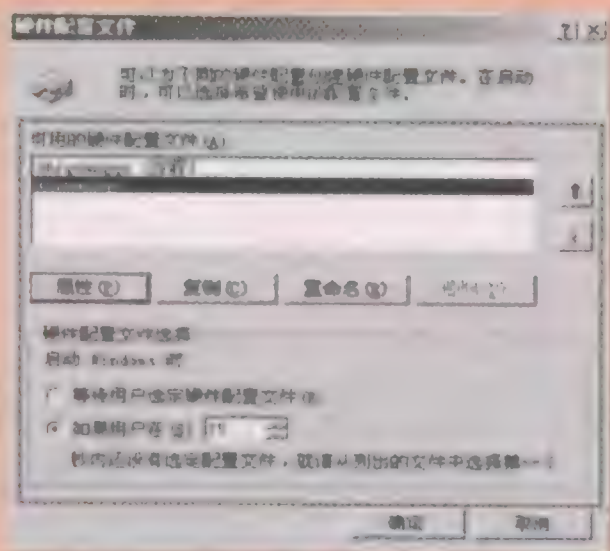 硬件配置文件
可以为不同的硬件配置创建硬件配置文件。在启动
时，可以选择希望使中的配置文件。
可用的硬件配置文件(A)
属性(P)
复制(C)
重命名(R)
硬件配置文件选择
启动 Windows 时
等待用户选定硬件配置文件(W)
如果用户在(S)
秒内还没有选定配置文件，就请从列出的文件中选择第一个
确定
取消